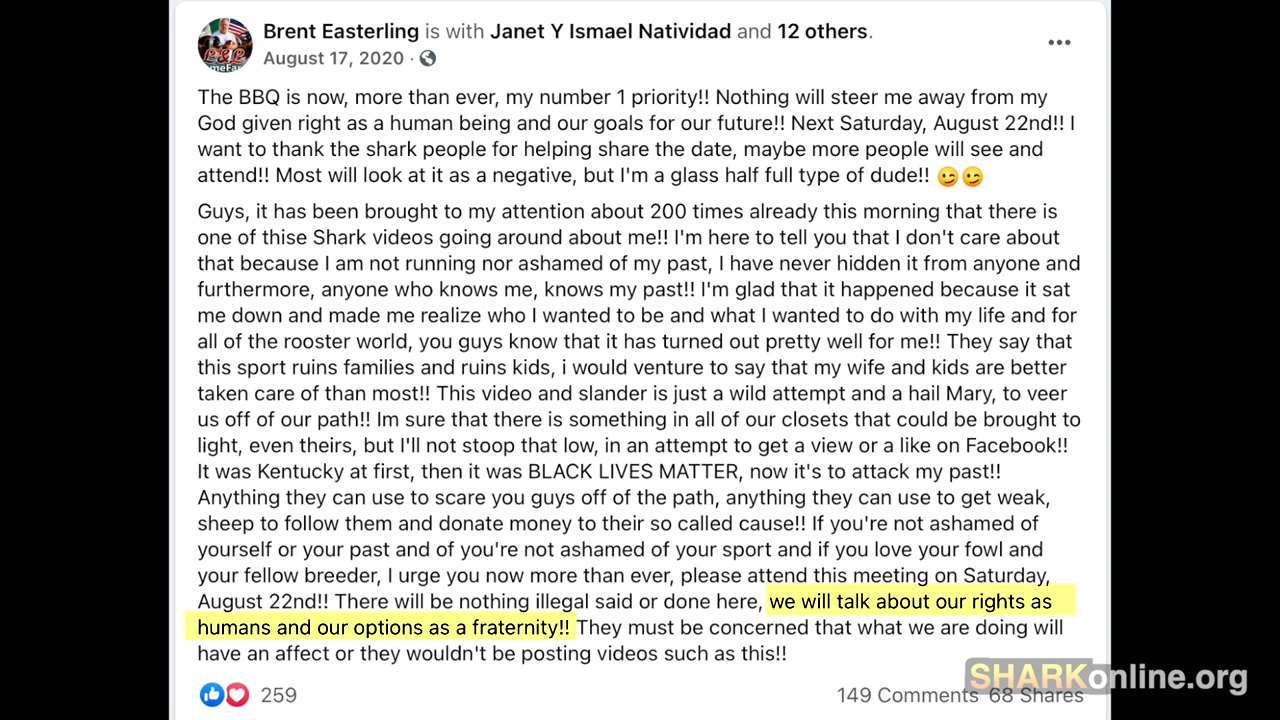 Brent Easterling is with Janet Y Ismael Natividad and 12 others.
August 17, 2020 ·
The BBQ is now, more than ever, my number 1 priority!! Nothing will steer me away from my
God given right as a human being and our goals for our future!! Next Saturday, August 22nd!! I
want to thank the shark people for helping share the date, maybe more people will see and
attend!! Most will look at it as a negative, but I'm a glass half full type of dude!! 😉😉
Guys, it has been brought to my attention about 200 times already this morning that there is
one of thise Shark videos going around about me!! I'm here to tell you that I don't care about
that because I am not running nor ashamed of my past, I have never hidden it from anyone and
furthermore, anyone who knows me, knows my past!! I'm glad that it happened because it sat
me down and made me realize who I wanted to be and what I wanted to do with my life and for
all of the rooster world, you guys know that it has turned out pretty well for me!! They say that
this sport ruins families and ruins kids, i would venture to say that my wife and kids are better
taken care of than most!! This video and slander is just a wild attempt and a hail Mary, to veer
us off of our path!! Im sure that there is something in all of our closets that could be brought to
light, even theirs, but I'll not stoop that low, in an attempt to get a view or a like on Facebook!!
It was Kentucky at first, then it was BLACK LIVES MATTER, now it's to attack my past!!
Anything they can use to scare you guys off of the path, anything they can use to get weak,
sheep to follow them and donate money to their so called cause!! If you're not ashamed of
yourself or your past and of you're not ashamed of your sport and if you love your fowl and
your fellow breeder, I urge you now more than ever, please attend this meeting on Saturday,
August 22nd!! There will be nothing illegal said or done here, we will talk about our rights as
humans and our options as a fraternity!! They must be concerned that what we are doing will
have an affect or they wouldn't be posting videos such as this!!
259
149 Comments 68 Shares
SHARKonline.org